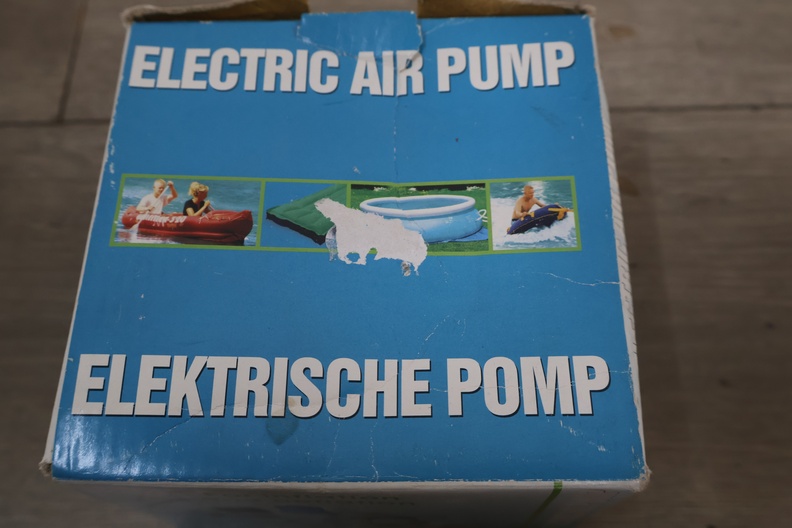 ELECTRIC AIR PUMP
ELEKTRISCHE POMP